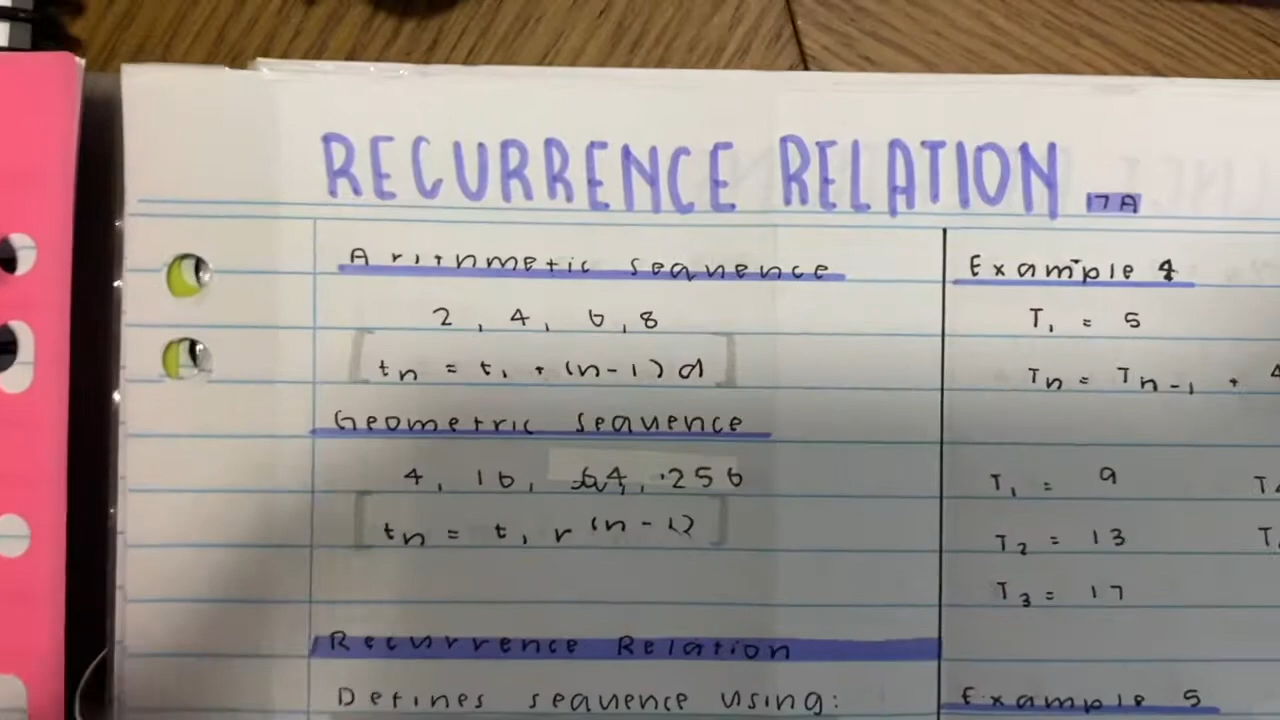 RECURRENCE RELATION 17A
Arithmetic sequence
2, 4, 6, 8
tn = t1 + (n-1)d
Geometric sequence
4, 16, 64, 256
tn = t1 r (n-1)
Recurrence Relation
Defines sequence using:
Example 4
T1 = 5
Tn = Tn-1 +
T1 = 9
T2 = 13
T3 = 17
Example 5